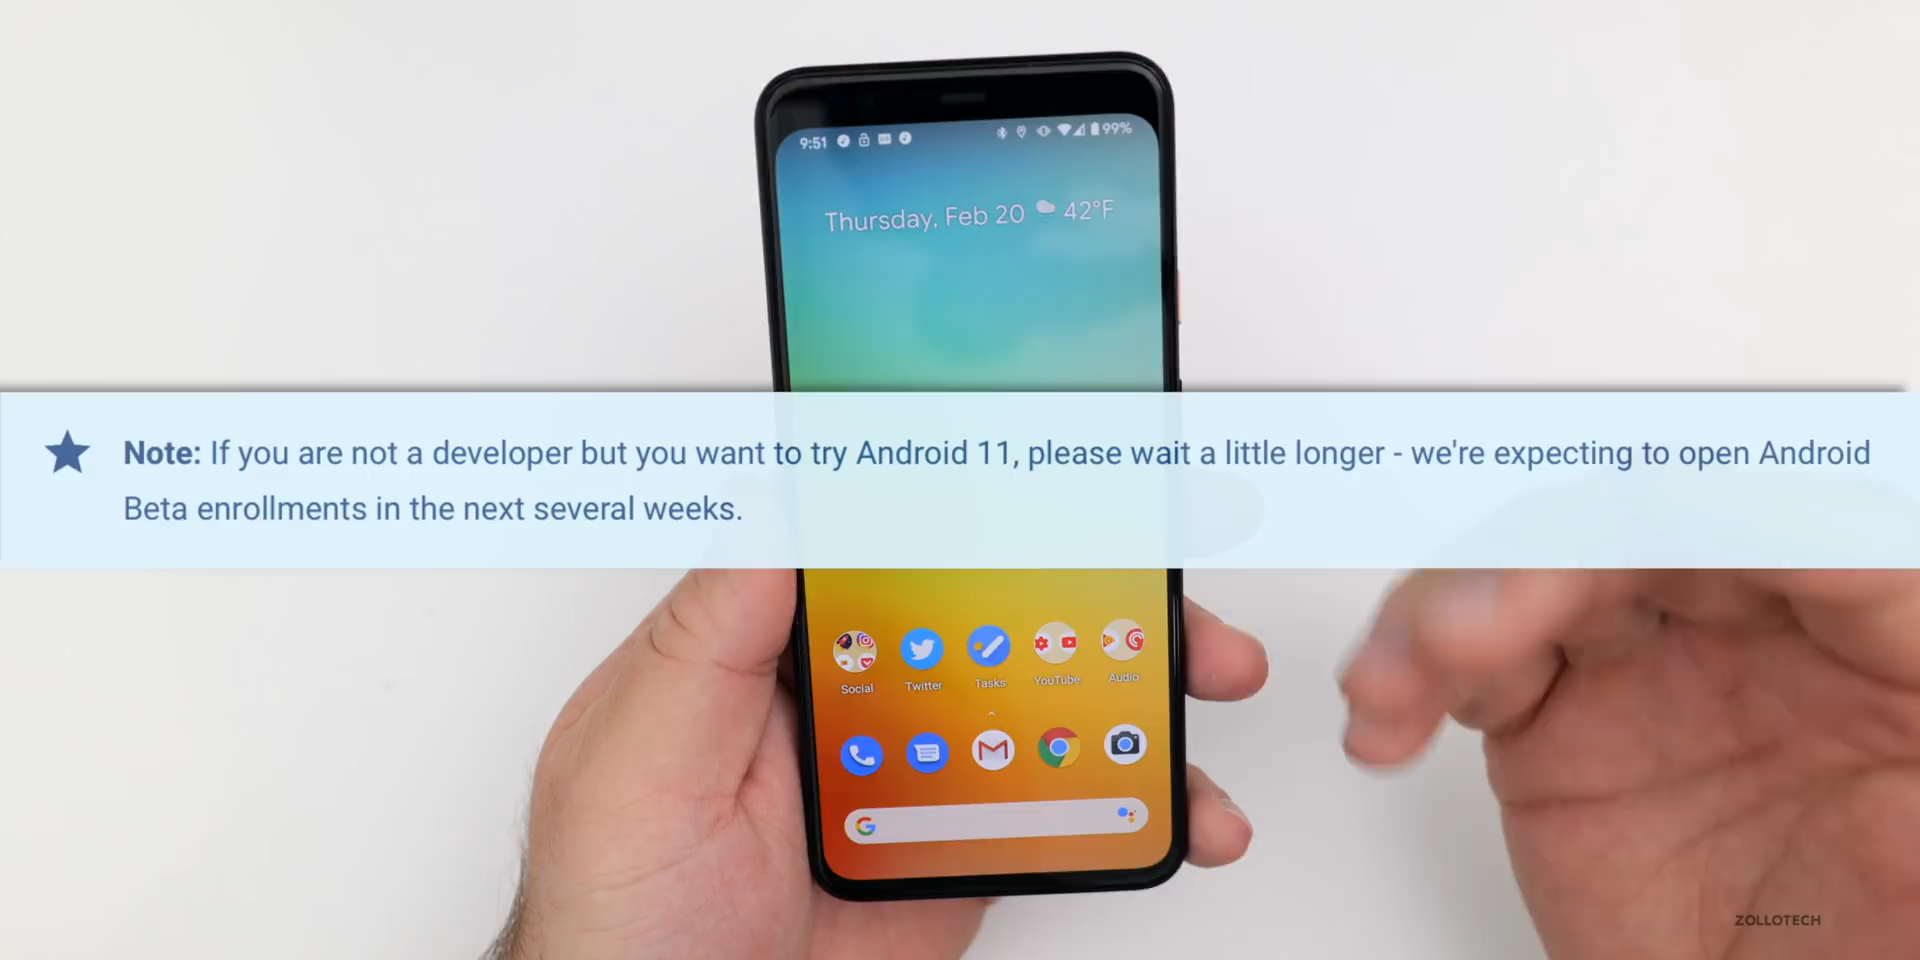 9:51
99%
Thursday, Feb 20 42°F
Note: If you are not a developer but you want to try Android 11, please wait a little longer - we're expecting to open Android
Beta enrollments in the next several weeks.
Social Twitter Tasks YouTube Audio
ZOLLOTECH